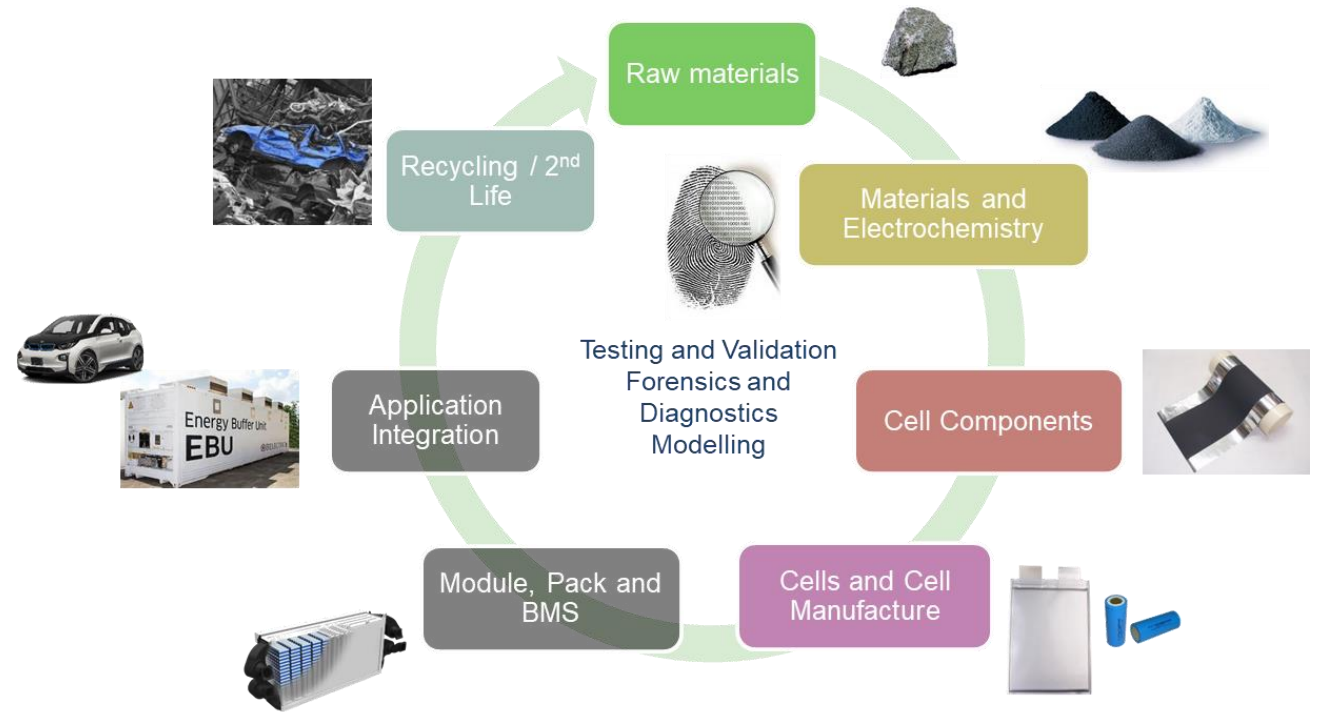 Raw materials
Recycling / 2nd
Life
Materials and
Electrochemistry
Testing and Validation
Forensics and
Diagnostics
Modelling
Application
Integration
Energy Buffer Unit
EBU
Cell Components
Module, Pack and
BMS
Cells and Cell
Manufacture